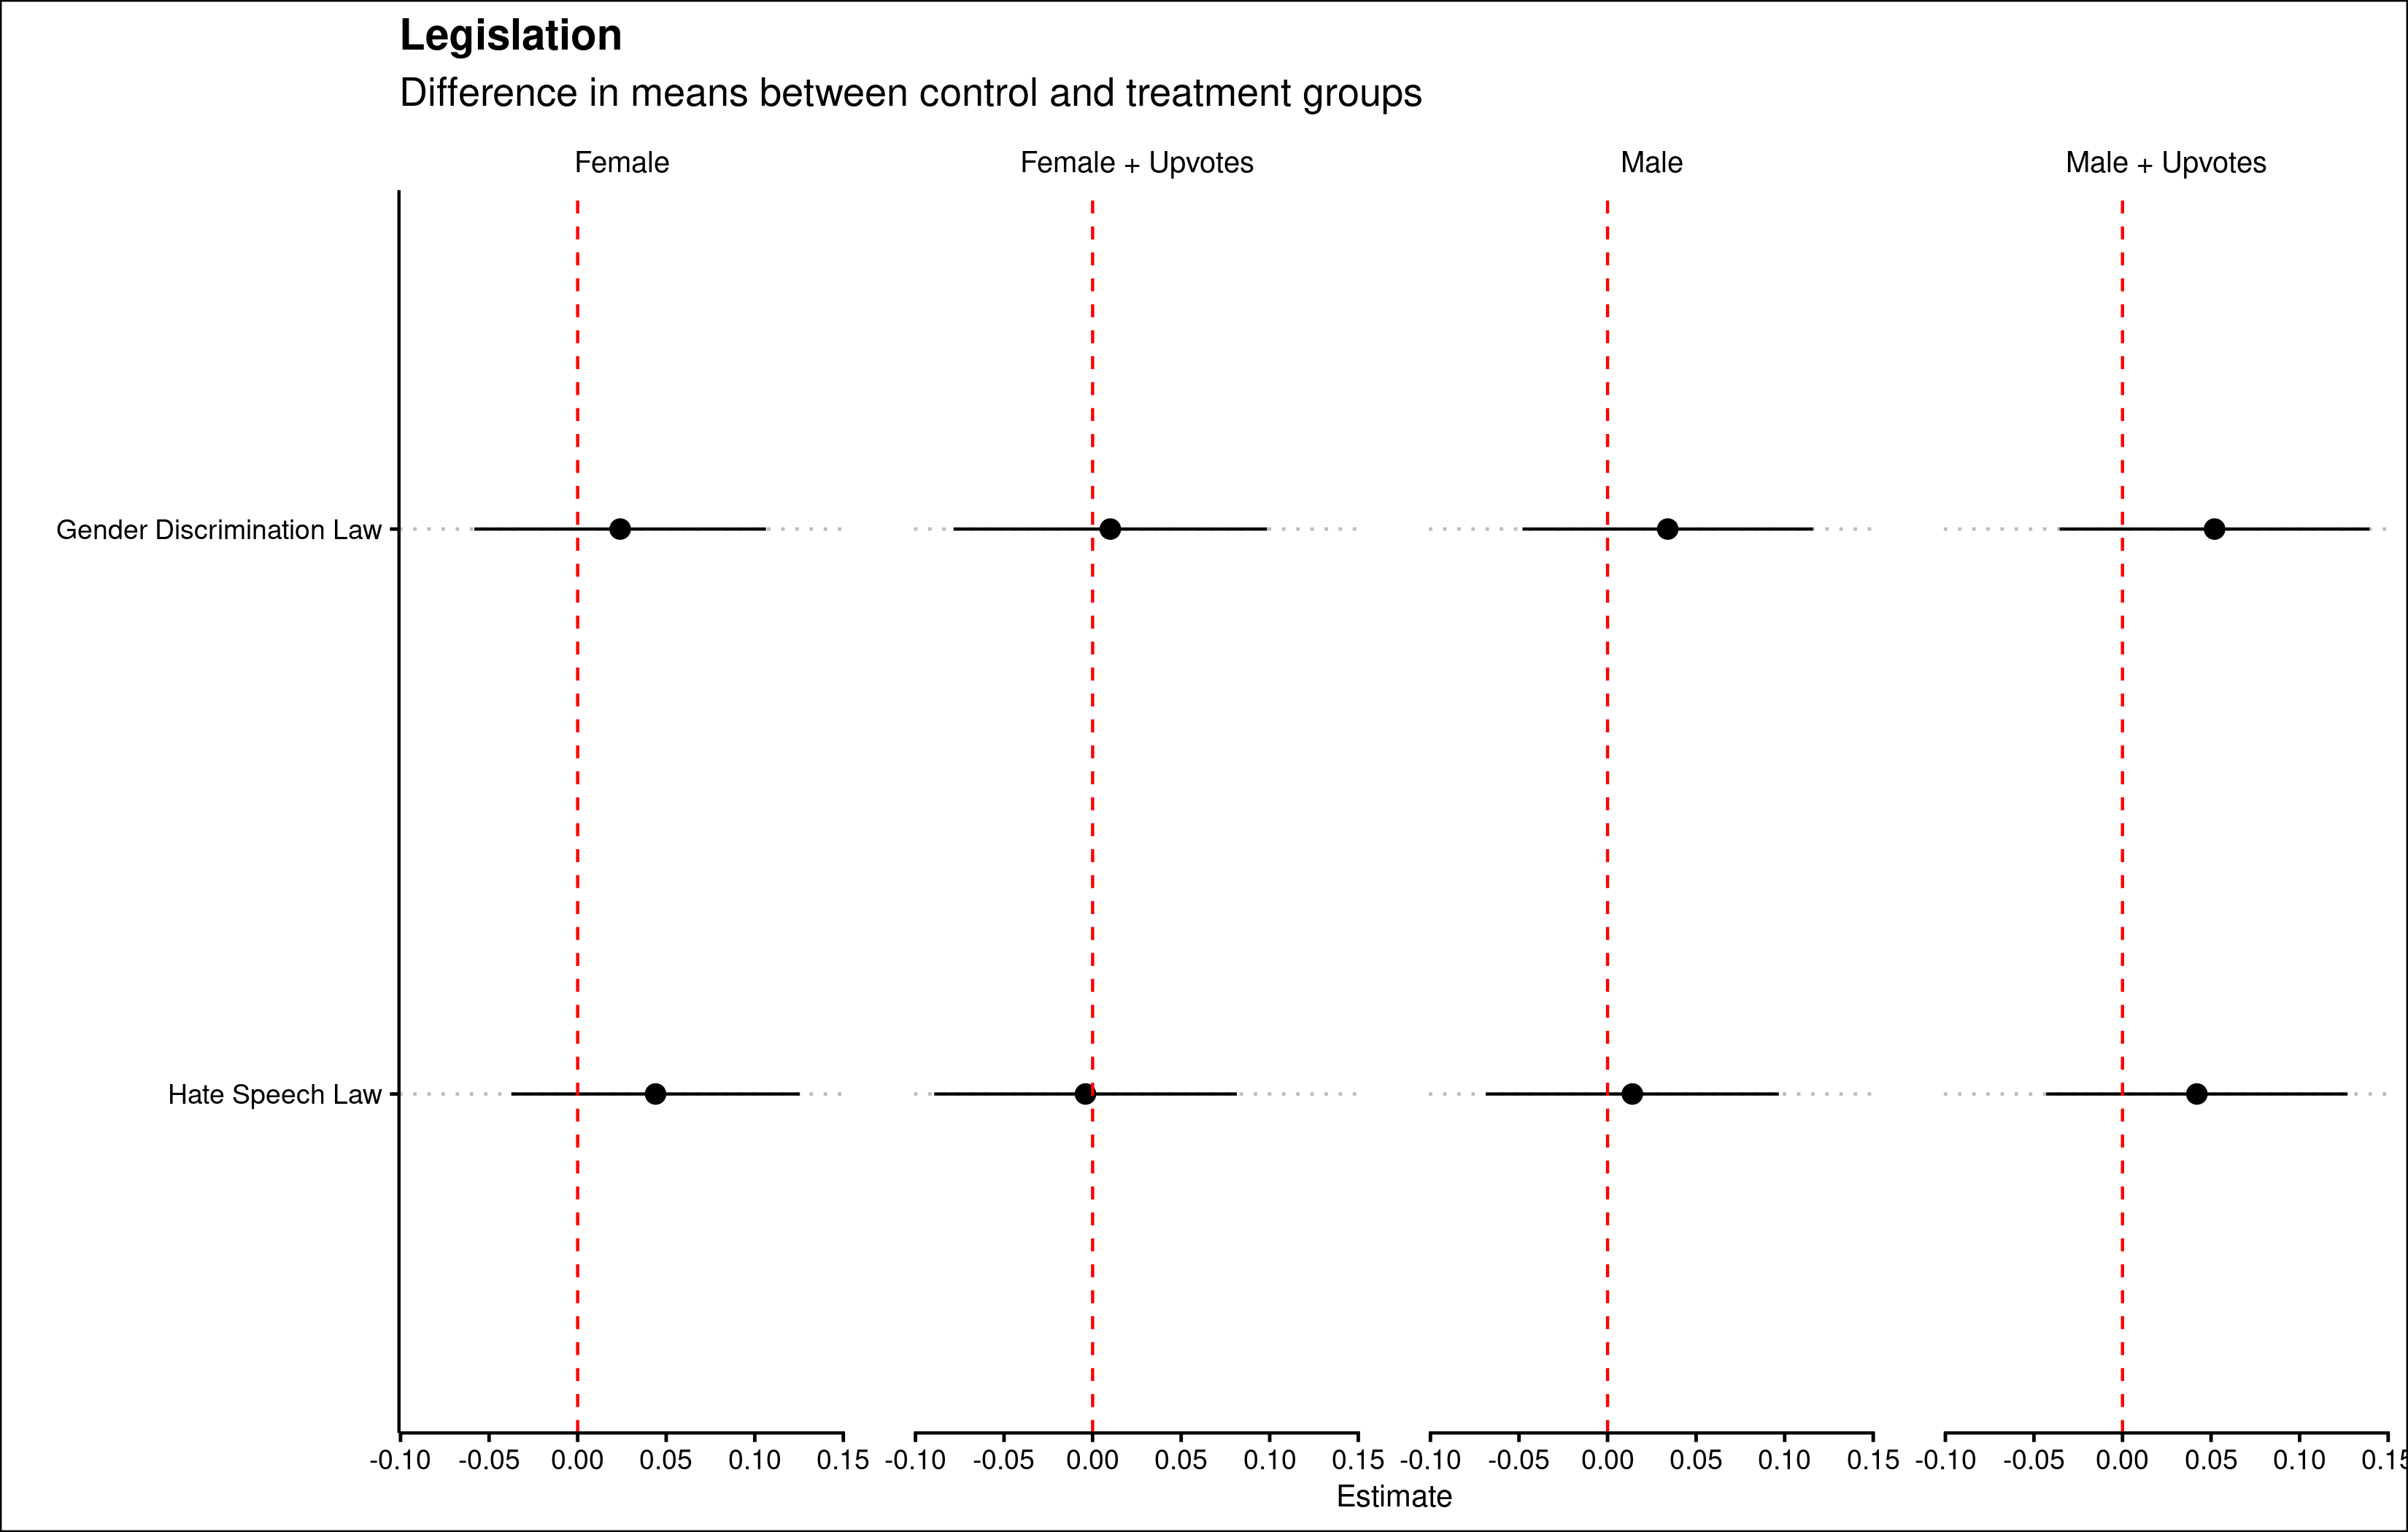 Legislation
Difference in means between control and treatment groups
Female Female + Upvotes Male Male + Upvotes
Gender Discrimination Law
Hate Speech Law
-0.10 -0.05 0.00 0.05 0.10 0.15 -0.10 -0.05 0.00 0.05 0.10 0.15 -0.10 -0.05 0.00 0.05 0.10 0.15 -0.10 -0.05 0.00 0.05 0.10 0.15
Estimate